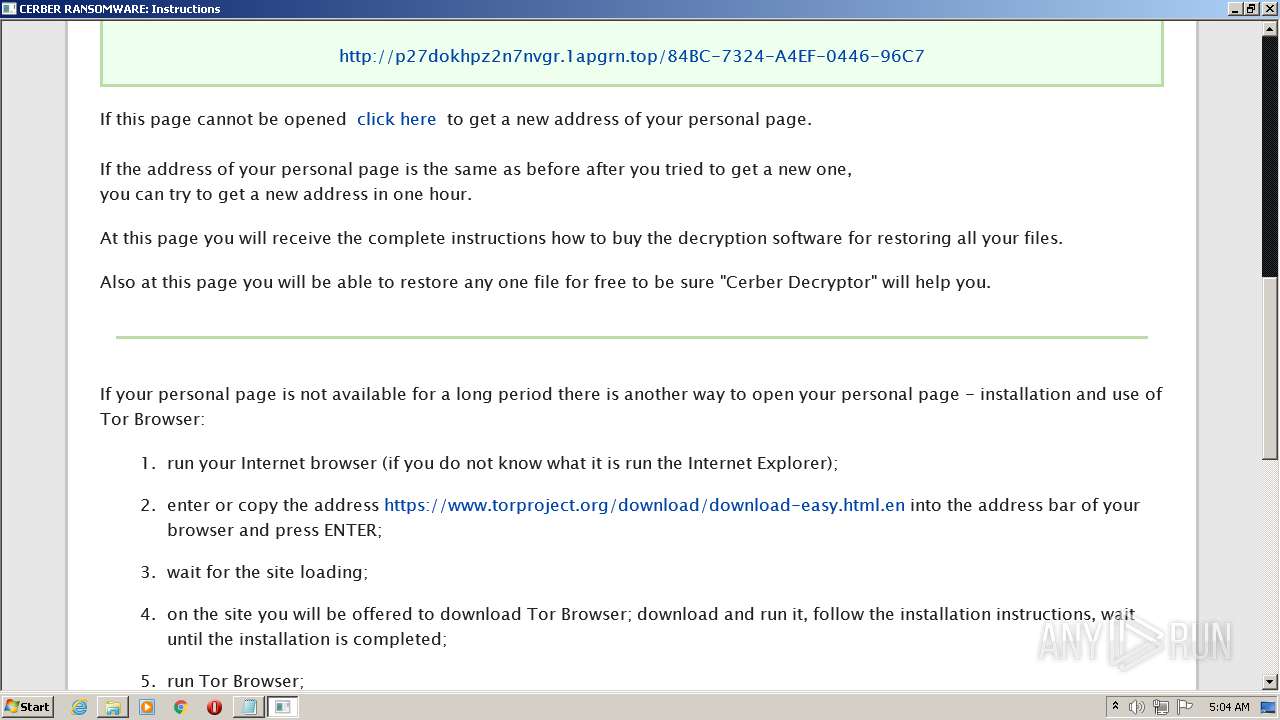 CERBER RANSOMWARE: Instructions
http://p27dokhpz2n7nvgr.1apgrn.top/84BC-7324-A4EF-0446-96C7
If this page cannot be opened click here to get a new address of your personal page.
If the address of your personal page is the same as before after you tried to get a new one,
you can try to get a new address in one hour.
At this page you will receive the complete instructions how to buy the decryption software for restoring all your files.
Also at this page you will be able to restore any one file for free to be sure "Cerber Decryptor" will help you.
If your personal page is not available for a long period there is another way to open your personal page - installation and use of
Tor Browser:
1. run your Internet browser (if you do not know what it is run the Internet Explorer);
2. enter or copy the address https://www.torproject.org/download/download-easy.html.en into the address bar of your
browser and press ENTER;
3. wait for the site loading;
4. on the site you will be offered to download Tor Browser; download and run it, follow the installation instructions, wait
until the installation is completed;
5. run Tor Browser;
ANY RUN
Start
5:04 AM